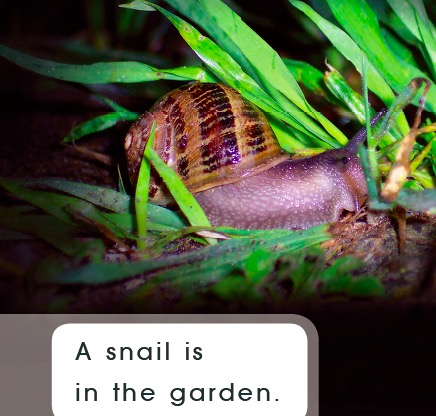 A snail is
in the garden.